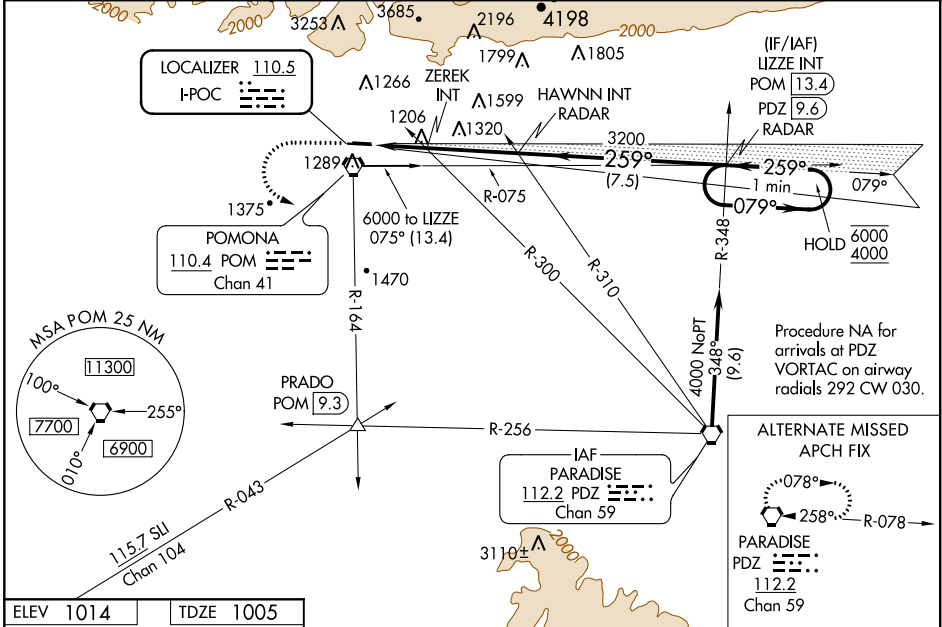 2000
3253
3685
2196
4198
2000
1799
1805
LOCALIZER 110.5
I-POC
1266
ZEREK
INT
1599
HAWNN INT
RADAR
(IF/IAF)
LIZZE INT
POM 13.4
PDZ 9.6
RADAR
1206
1320
3200
1289
259°
(7.5)
259°
1 min
079°
079°
R-075
6000 to LIZZE
075° (13.4)
1375
HOLD 6000
4000
POMONA
110.4 POM
Chan 41
1470
R-164
R-300
R-310
R-348
4000 NoPT
348°
(9.6)
MSA POM 25 NM
11300
100°
255°
7700
6900
010°
Procedure NA for
arrivals at PDZ
VORTAC on airway
radials 292 CW 030.
PRADO
POM 9.3
R-256
R-043
115.7 SLI
Chan 104
IAF
PARADISE
112.2 PDZ
Chan 59
3110±
2000
ALTERNATE MISSED
APCH FIX
078°
258°
R-078
PARADISE
PDZ
112.2
Chan 59
ELEV 1014
TDZE 1005